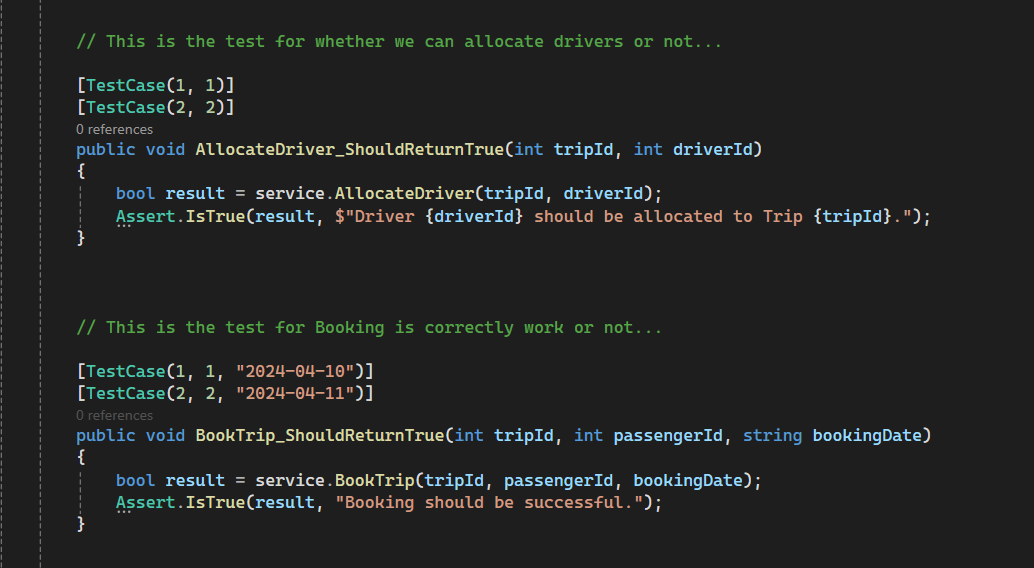 // This is the test for whether we can allocate drivers or not...
[TestCase(1, 1)]
[TestCase(2, 2)]
0 references
public void AllocateDriver_ShouldReturnTrue(int tripId, int driverId)
{
bool result = service.AllocateDriver(tripId, driverId);
Assert.IsTrue(result, $"Driver {driverId} should be allocated to Trip {tripId}.");
}
// This is the test for Booking is correctly work or not...
[TestCase(1, 1, "2024-04-10")]
[TestCase(2, 2, "2024-04-11")]
0 references
public void BookTrip_ShouldReturnTrue(int tripId, int passengerId, string bookingDate)
{
bool result = service.BookTrip(tripId, passengerId, bookingDate);
Assert.IsTrue(result, "Booking should be successful.");
}